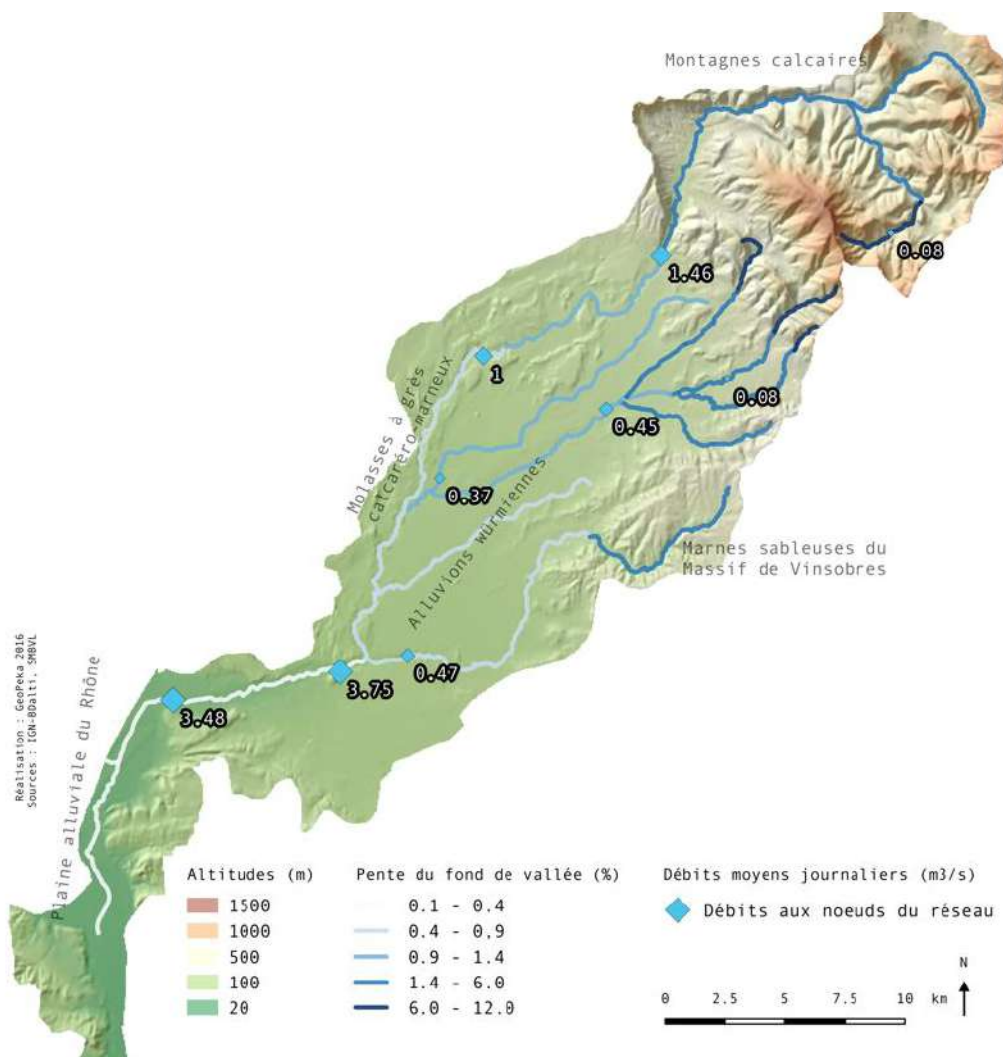 Montagnes calcaires
0.08
1.46
1
0.08
0.45
Molasses à grès
calcaréro-marneux
0.37
Alluvions würmiennes
Marnes sableuses du
Massif de Vinsobres
0.47
3.75
3.48
Plaine alluviale du Rhône
Réalisation : GeoPeka 2016
Sources : IGN-BDalti, SMBVL
Altitudes (m)
1500
1000
500
100
20
Pente du fond de vallée (%)
0.1 - 0.4
0.4 - 0,9
0.9 - 1.4
1.4 - 6.0
6.0 - 12.0
Débits moyens journaliers (m3/s)
Débits aux noeuds du réseau
N
0 2.5 5 7.5 10 km